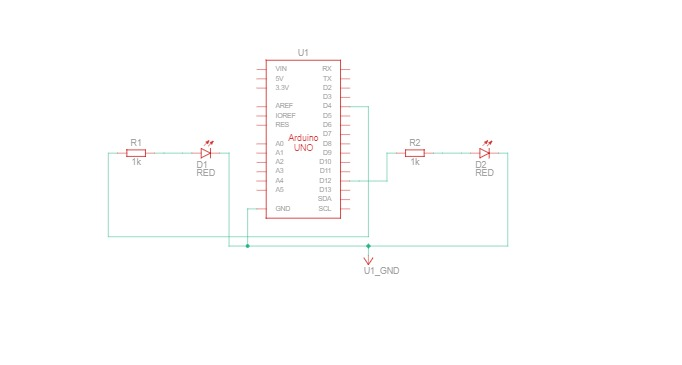 U1
VIN RX
5V TX
3.3V D2
D3
AREF D4
IOREF D5
RES D6
D7
Arduino
UNO
A0 D8
A1 D9
A2 D10
A3 D11
A4 D12
A5 D13
SDA
GND SCL
R1
1k
D1
RED
R2
1k
D2
RED
U1_GND